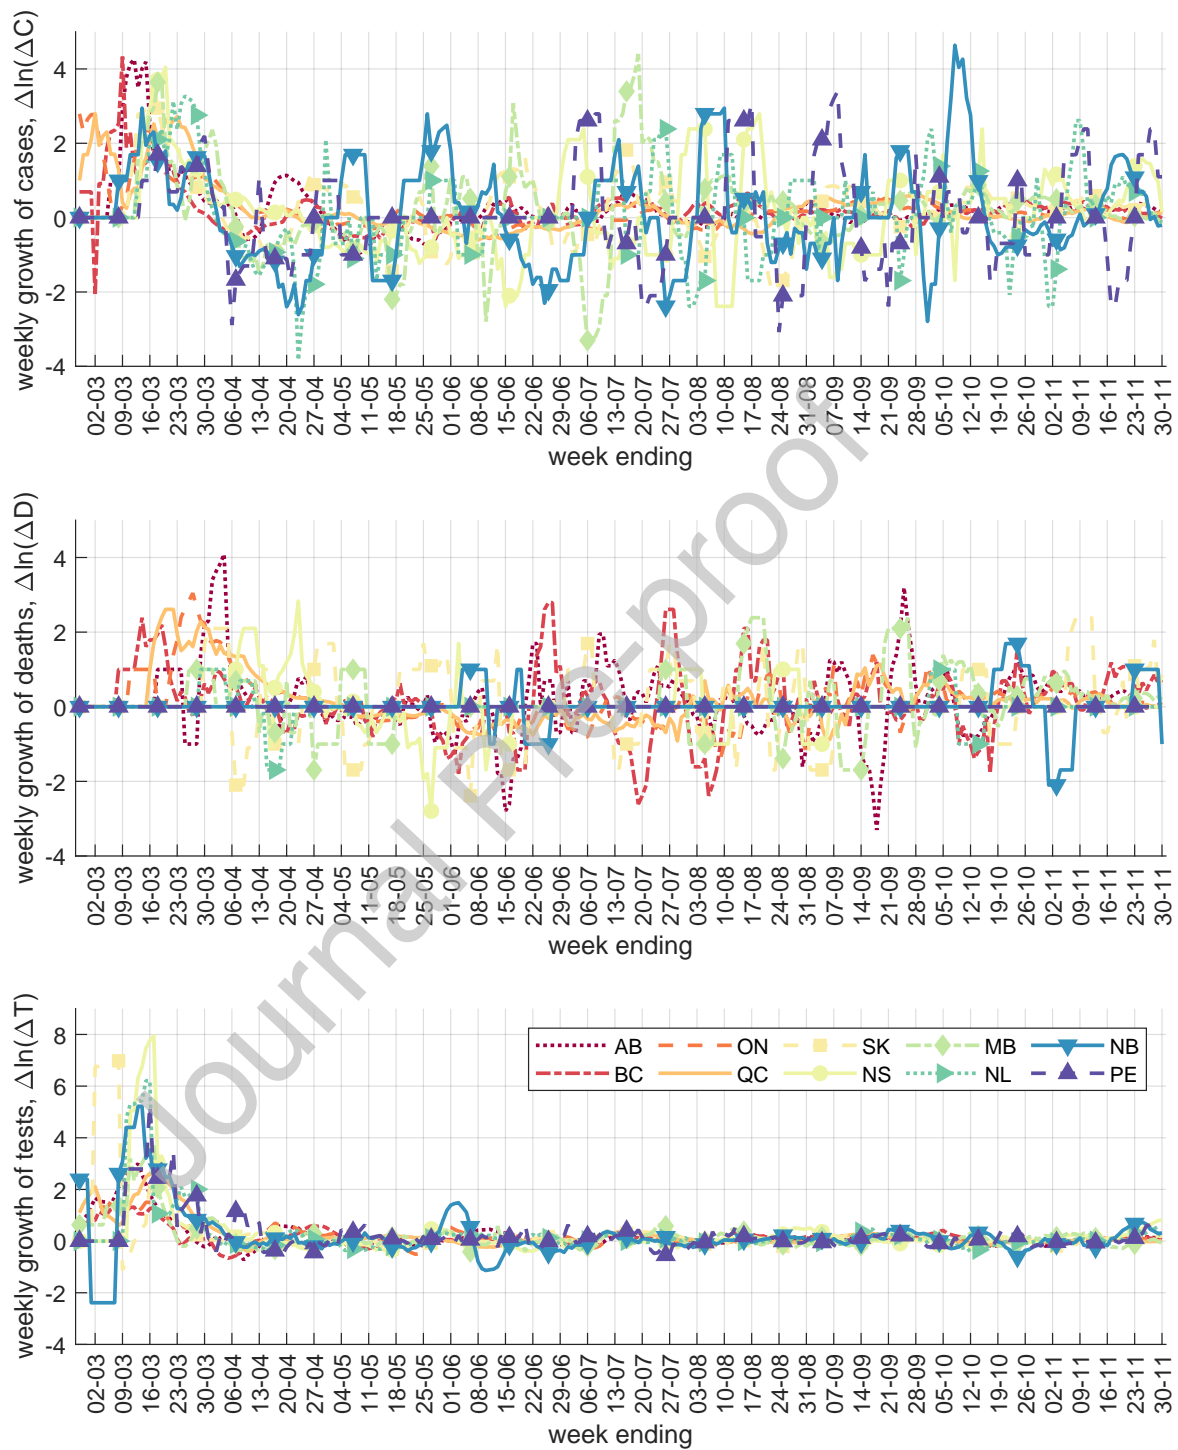 weekly growth of cases, Δln(ΔC)
4
2
0
-2
-4
02-03 09-03 16-03 23-03 30-03 06-04 13-04 20-04 27-04 04-05 11-05 18-05 25-05 01-06 08-06 15-06 22-06 29-06 06-07 13-07 20-07 27-07 03-08 10-08 17-08 24-08 31-08 07-09 14-09 21-09 28-09 05-10 12-10 19-10 26-10 02-11 09-11 16-11 23-11 30-11
week ending
weekly growth of deaths, Δln(ΔD)
4
2
0
-2
-4
02-03 09-03 16-03 23-03 30-03 06-04 13-04 20-04 27-04 04-05 11-05 18-05 25-05 01-06 08-06 15-06 22-06 29-06 06-07 13-07 20-07 27-07 03-08 10-08 17-08 24-08 31-08 07-09 14-09 21-09 28-09 05-10 12-10 19-10 26-10 02-11 09-11 16-11 23-11 30-11
week ending
weekly growth of tests, Δln(ΔT)
8
6
4
2
0
-2
-4
AB ON SK MB NB
BC QC NS NL PE
02-03 09-03 16-03 23-03 30-03 06-04 13-04 20-04 27-04 04-05 11-05 18-05 25-05 01-06 08-06 15-06 22-06 29-06 06-07 13-07 20-07 27-07 03-08 10-08 17-08 24-08 31-08 07-09 14-09 21-09 28-09 05-10 12-10 19-10 26-10 02-11 09-11 16-11 23-11 30-11
week ending
Journal Pre-proof